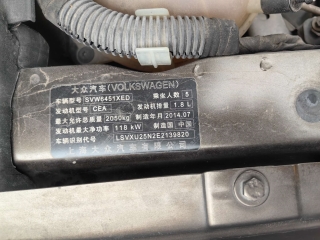 大众汽车(VOLKSWAGEN)
车辆型号 SVW6451XED 乘坐人数 5
发动机型号 CEA 发动机排量 1.8 L
最大允许总质量 2050kg 制造年月 2014.07
发动机最大净功率 118 kW 制造国 中国
车辆识别代号 LSVXU25N2E2139820